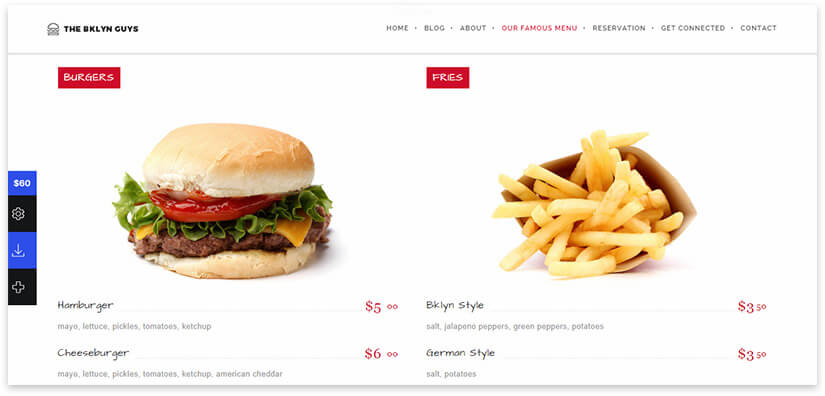 THE BKLYN GUYS
HOME • BLOG • ABOUT • OUR FAMOUS MENU • RESERVATION • GET CONNECTED • CONTACT
BURGERS
FRIES
$60
Hamburger $5 00
mayo, lettuce, pickles, tomatoes, ketchup
Cheeseburger $6 00
mayo, lettuce, pickles, tomatoes, ketchup, american cheddar
Bklyn Style $3 50
salt, jalapeno peppers, green peppers, potatoes
German Style $3 50
salt, potatoes